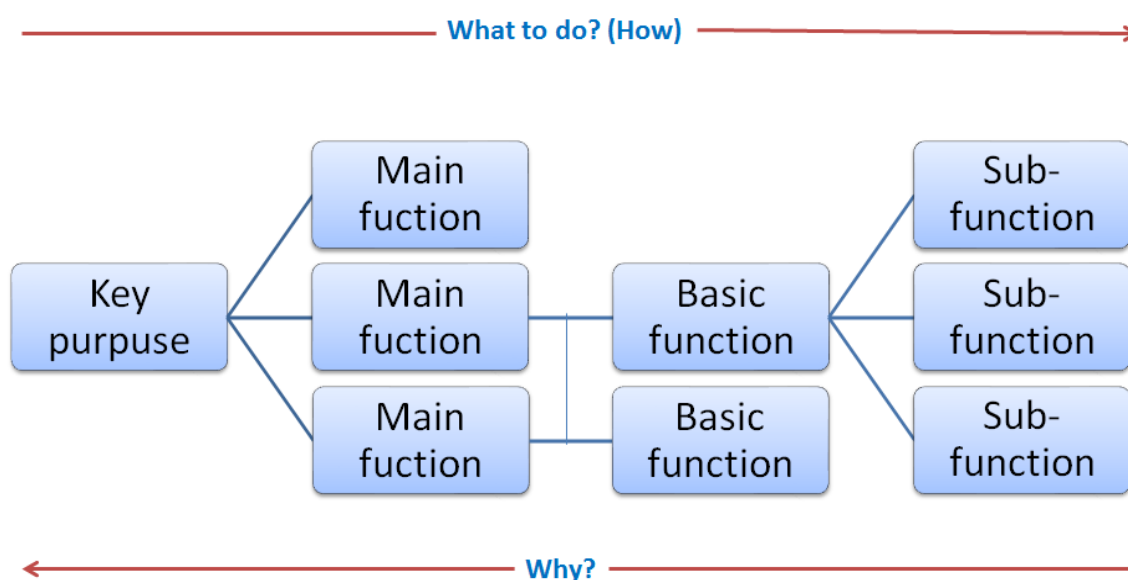 What to do? (How)
Main
fuction
Sub-
function
Key
purpuse
Main
fuction
Basic
function
Sub-
function
Main
fuction
Basic
function
Sub-
function
Why?